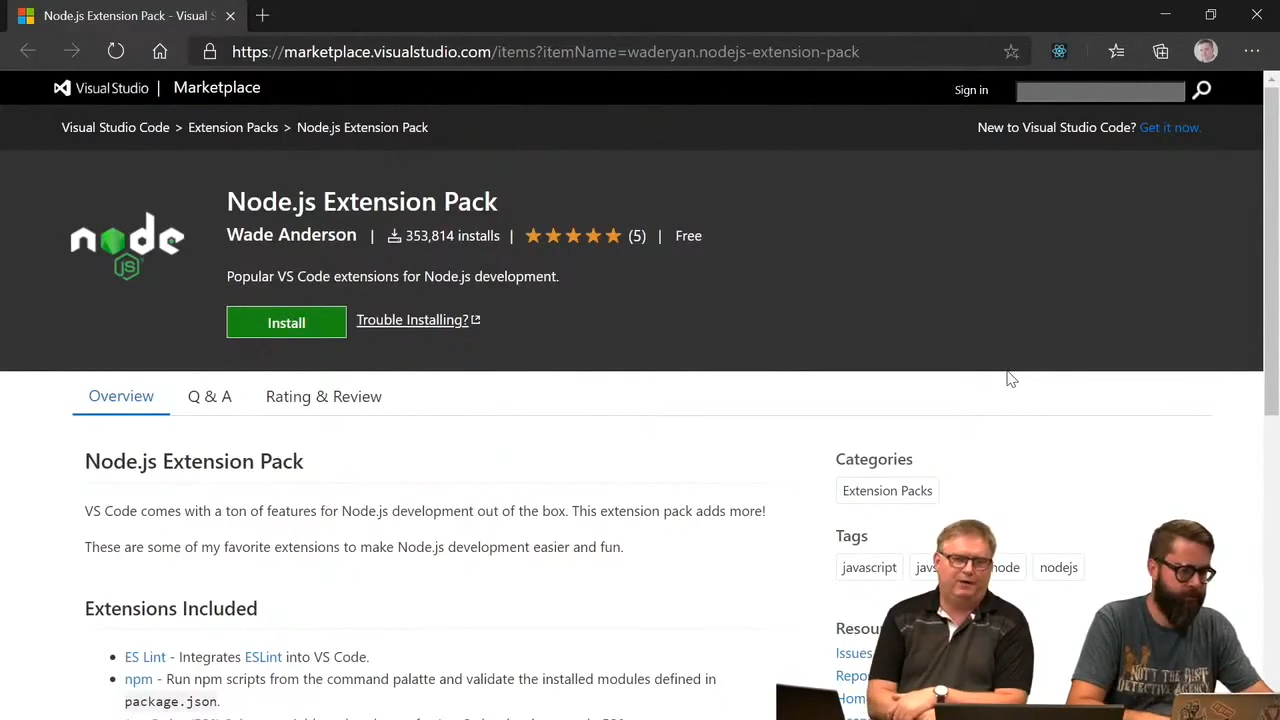 Node.js Extension Pack - Visual S
https://marketplace.visualstudio.com/items?itemName=waderyan.nodejs-extension-pack
Visual Studio | Marketplace
Sign in
Visual Studio Code > Extension Packs > Node.js Extension Pack
New to Visual Studio Code? Get it now.
node
JS
Node.js Extension Pack
Wade Anderson | 353,814 installs | (5) | Free
Popular VS Code extensions for Node.js development.
Install
Trouble Installing?
Overview
Q & A
Rating & Review
Node.js Extension Pack
VS Code comes with a ton of features for Node.js development out of the box. This extension pack adds more!
These are some of my favorite extensions to make Node.js development easier and fun.
Extensions Included
• ES Lint - Integrates ESLint into VS Code.
• npm - Run npm scripts from the command palatte and validate the installed modules defined in
package.json.
Categories
Extension Packs
Tags
javascript
node
nodejs
Issues
NOTT THE BEST
DETECTIVE AGENCY